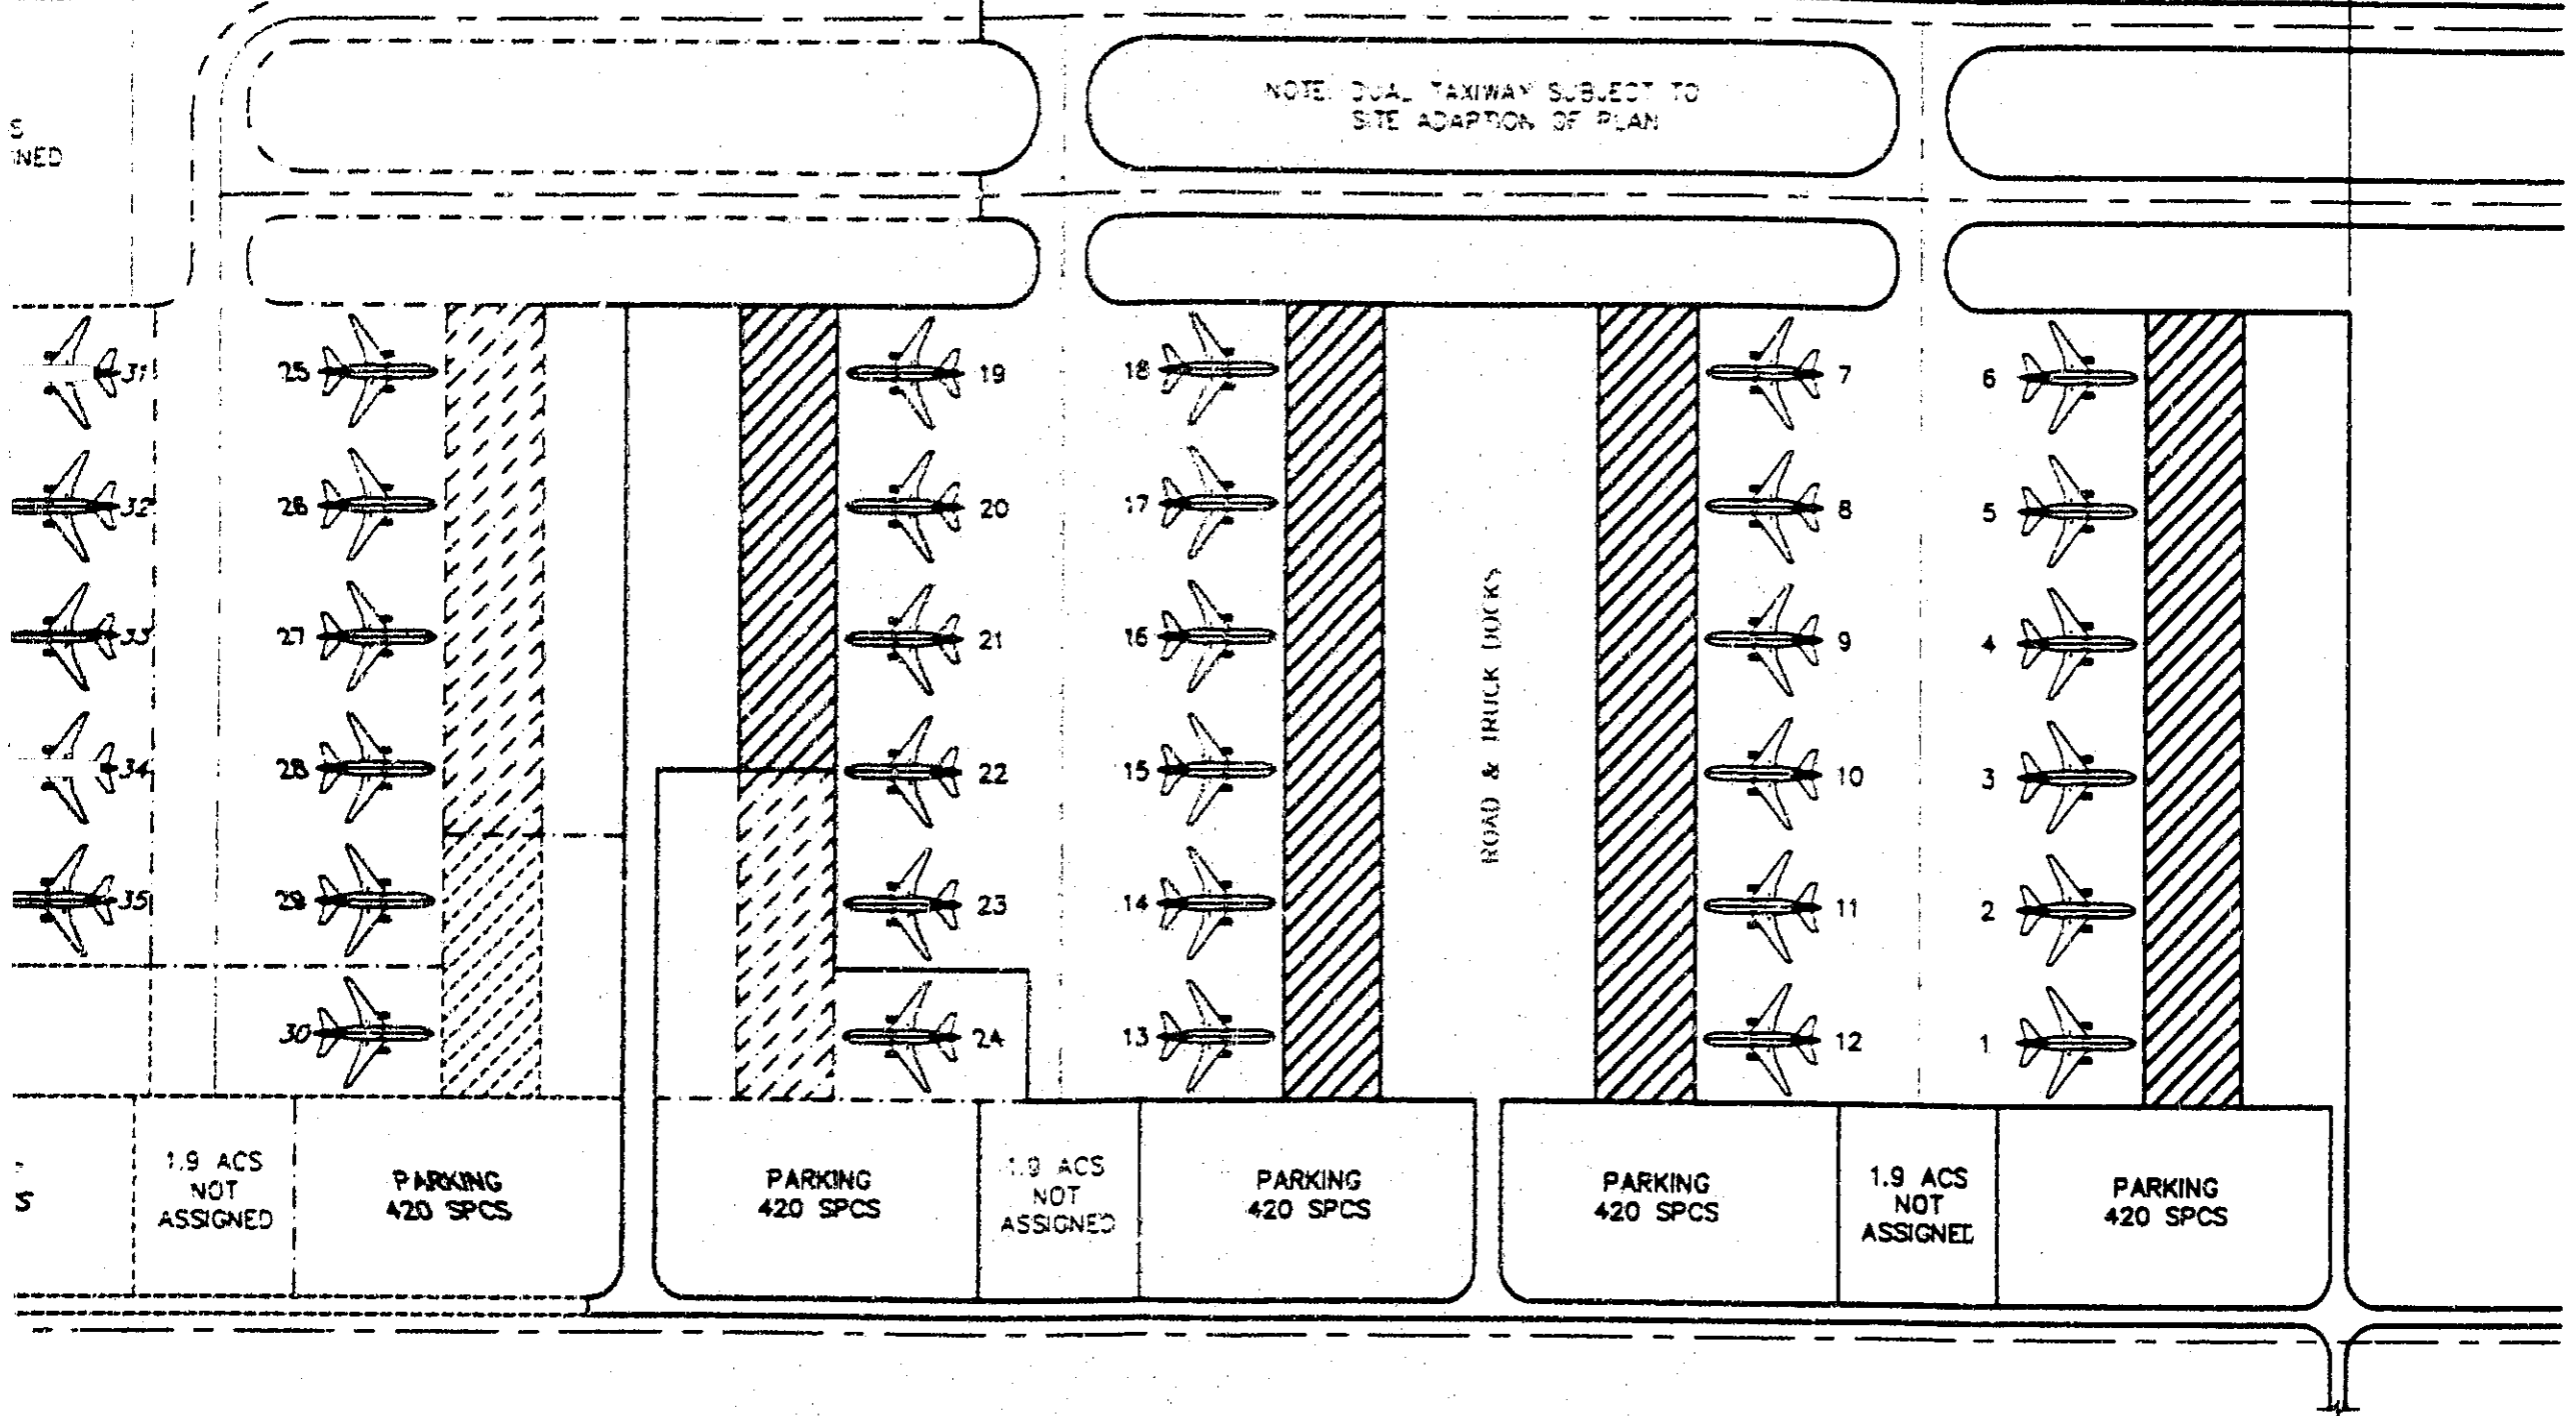 S
NED
NOTE: DUAL TAXIWAY SUBJECT TO
SITE ADAPTION OF PLAN
31 25 19 18 7 6
32 26 20 17 8 5
33 27 21 16 9 4
34 28 22 15 10 3
35 29 23 14 11 2
30 24 13 12 1
ROAD & TRUCK DOCKS
S
1.9 ACS
NOT
ASSIGNED
PARKING
420 SPCS
PARKING
420 SPCS
1.9 ACS
NOT
ASSIGNED
PARKING
420 SPCS
PARKING
420 SPCS
1.9 ACS
NOT
ASSIGNED
PARKING
420 SPCS